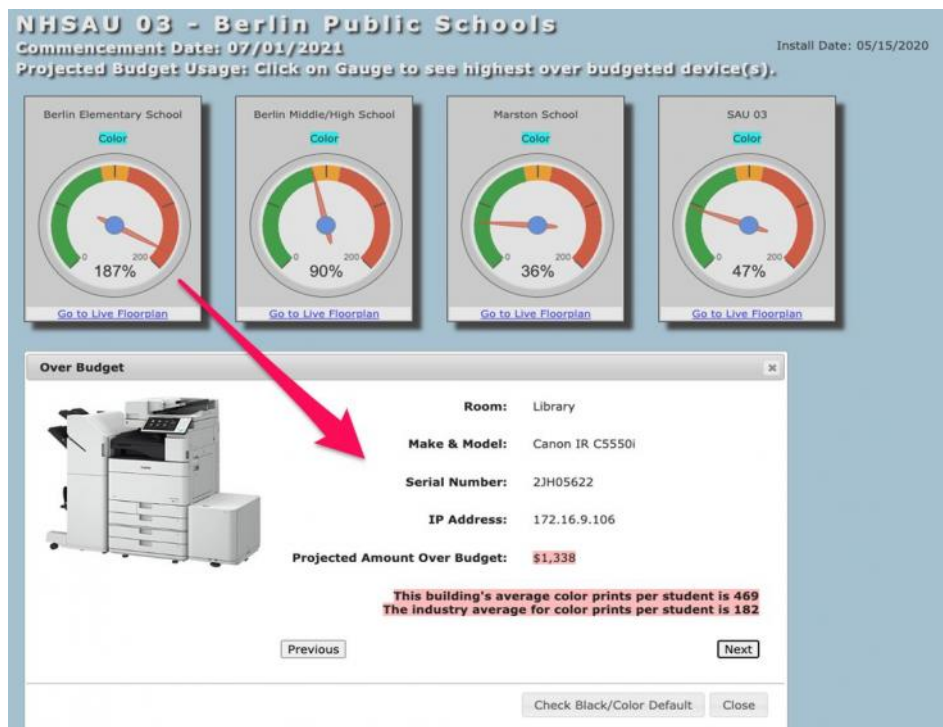 NHSAU 03 - Berlin Public Schools
Commencement Date: 07/01/2021
Install Date: 05/15/2020
Projected Budget Usage: Click on Gauge to see highest over budgeted device(s).
Berlin Elementary School
Color
0 200
187%
Go to Live Floorplan
Berlin Middle/High School
Color
0 200
90%
Go to Live Floorplan
Marston School
Color
0 200
36%
Go to Live Floorplan
SAU 03
Color
0 200
47%
Go to Live Floorplan
Over Budget
Room: Library
Make & Model: Canon IR C5550i
Serial Number: 2JH05622
IP Address: 172.16.9.106
Projected Amount Over Budget: $1,338
This building's average color prints per student is 469
The industry average for color prints per student is 182
Previous Next
Check Black/Color Default Close